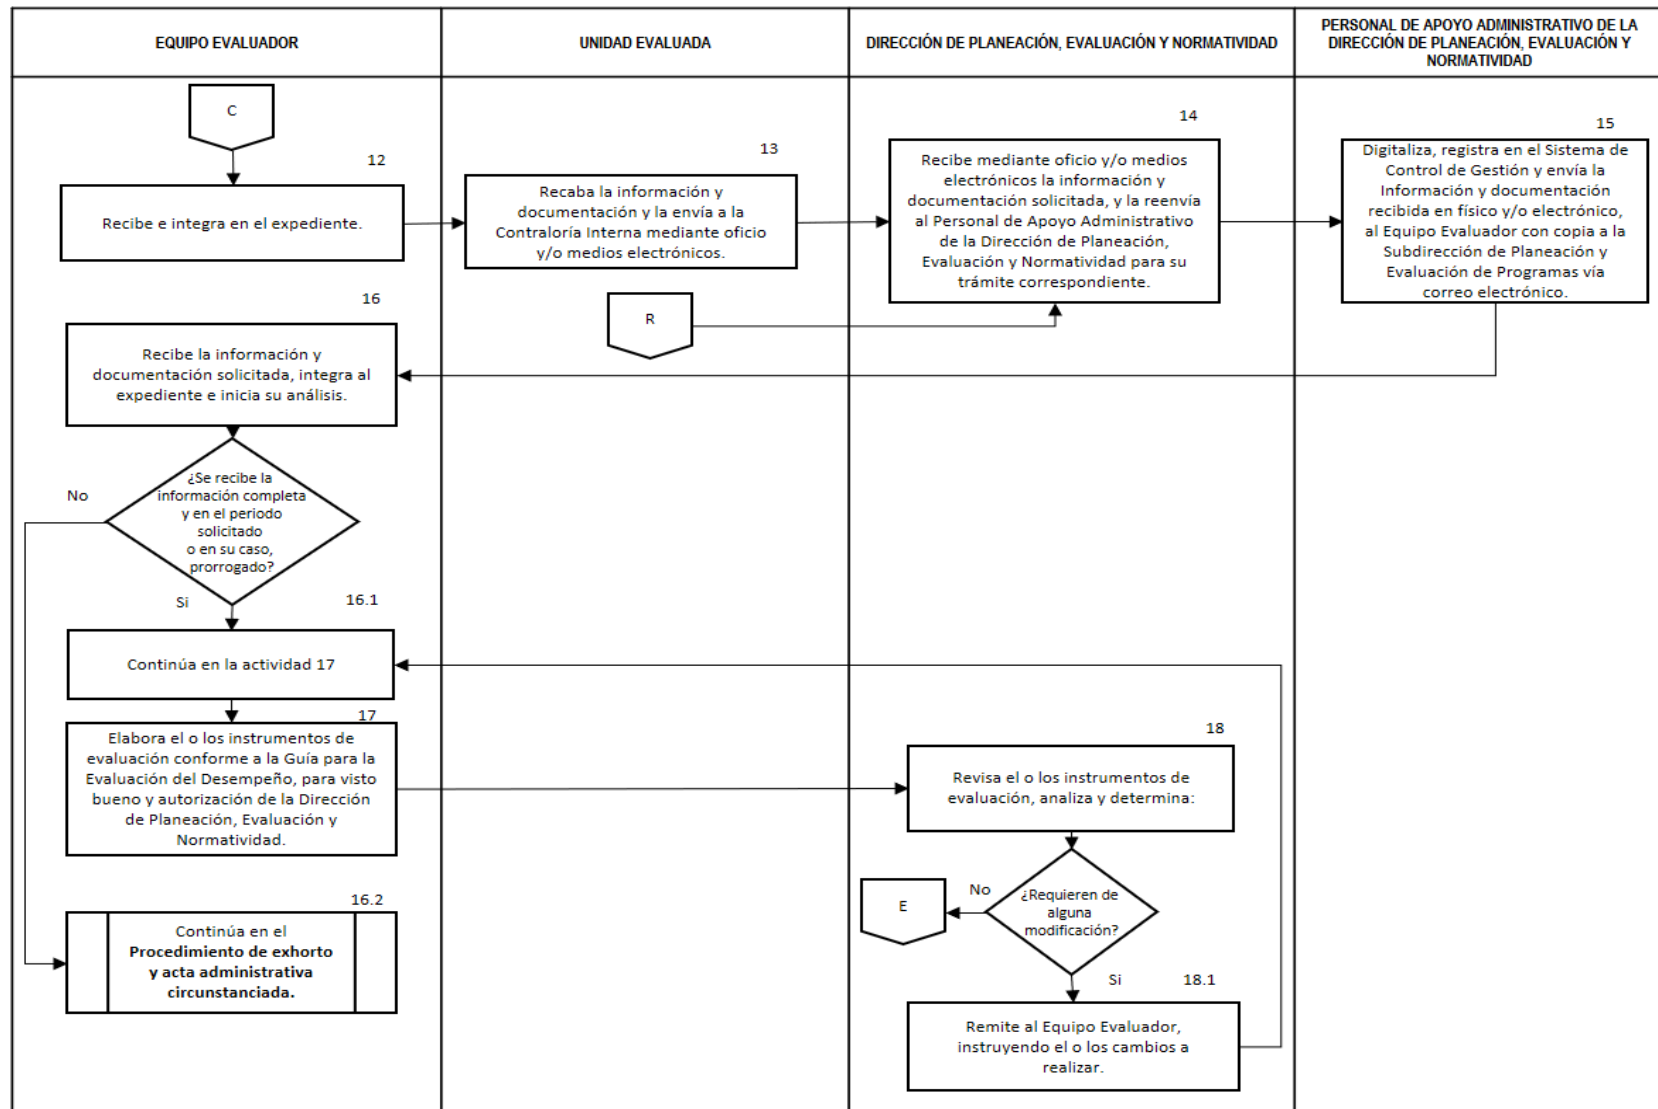 EQUIPO EVALUADOR
UNIDAD EVALUADA
DIRECCIÓN DE PLANEACIÓN, EVALUACIÓN Y NORMATIVIDAD
PERSONAL DE APOYO ADMINISTRATIVO DE LA
DIRECCIÓN DE PLANEACIÓN, EVALUACIÓN Y
NORMATIVIDAD
C
12
Recibe e integra en el expediente.
13
Recaba la información y
documentación y la envía a la
Contraloría Interna mediante oficio
y/o medios electrónicos.
14
Recibe mediante oficio y/o medios
electrónicos la información y
documentación solicitada, y la reenvía
al Personal de Apoyo Administrativo
de la Dirección de Planeación,
Evaluación y Normatividad para su
trámite correspondiente.
15
Digitaliza, registra en el Sistema de
Control de Gestión y envía la
Información y documentación
recibida en físico y/o electrónico,
al Equipo Evaluador con copia a la
Subdirección de Planeación y
Evaluación de Programas vía
correo electrónico.
R
16
Recibe la información y
documentación solicitada, integra al
expediente e inicia su análisis.
¿Se recibe la
información completa
y en el periodo
solicitado
o en su caso,
prorrogado?
No
Si
16.1
Continúa en la actividad 17
17
Elabora el o los instrumentos de
evaluación conforme a la Guía para la
Evaluación del Desempeño, para visto
bueno y autorización de la Dirección
de Planeación, Evaluación y
Normatividad.
18
Revisa el o los instrumentos de
evaluación, analiza y determina:
¿Requieren de
alguna
modificación?
No
E
Si
18.1
Remite al Equipo Evaluador,
instruyendo el o los cambios a
realizar.
16.2
Continúa en el
Procedimiento de exhorto
y acta administrativa
circunstanciada.